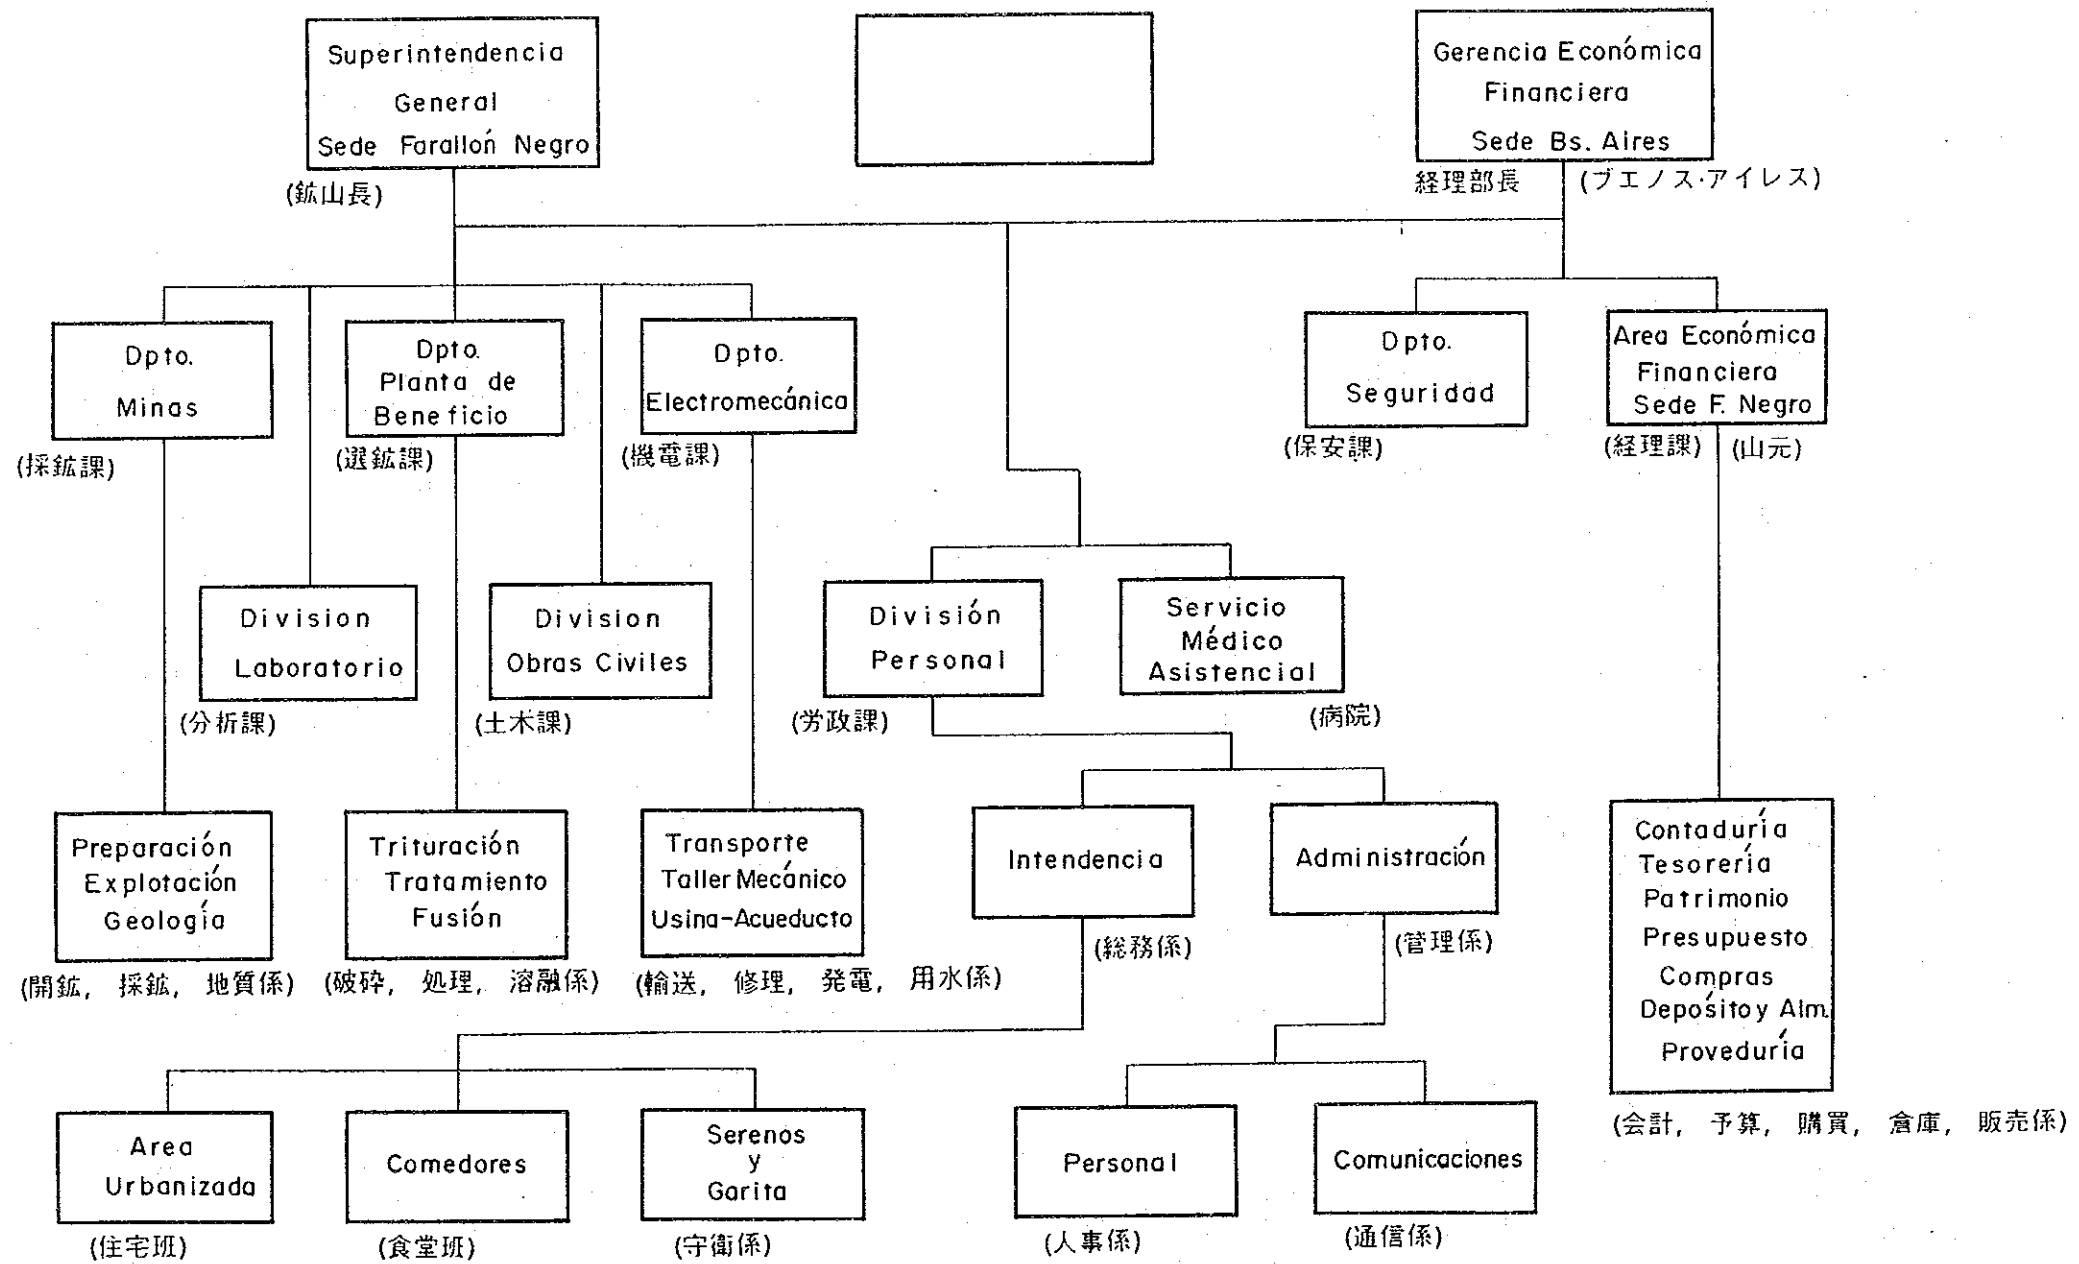 Superintendencia
General
Sede Farallón Negro
(鉱山長)
Gerencia Económica
Financiera
Sede Bs. Aires
経理部長 (ブエノス・アイレス)
Dpto.
Minas
(採鉱課)
Dpto.
Planta de
Beneficio
(選鉱課)
Dpto.
Electromecánica
(機電課)
Dpto.
Seguridad
(保安課)
Area Económica
Financiera
Sede F. Negro
(経理課) (山元)
Division
Laboratorio
(分析課)
Division
Obras Civiles
(土木課)
División
Personal
(労政課)
Servicio
Médico
Asistencial
(病院)
Preparación
Explotación
Geología
(開鉱, 採鉱, 地質係)
Trituración
Tratamiento
Fusión
(破砕, 処理, 溶融係)
Transporte
Taller Mecánico
Usina-Acueducto
(輸送, 修理, 発電, 用水係)
Intendencia
(総務係)
Administración
(管理係)
Contaduría
Tesorería
Patrimonio
Presupuesto
Compras
Depósito y Alm.
Proveduría
(会計, 予算, 購買, 倉庫, 販売係)
Area
Urbanizada
(住宅班)
Comedores
(食堂班)
Serenos
y
Garita
(守衛係)
Personal
(人事係)
Comunicaciones
(通信係)